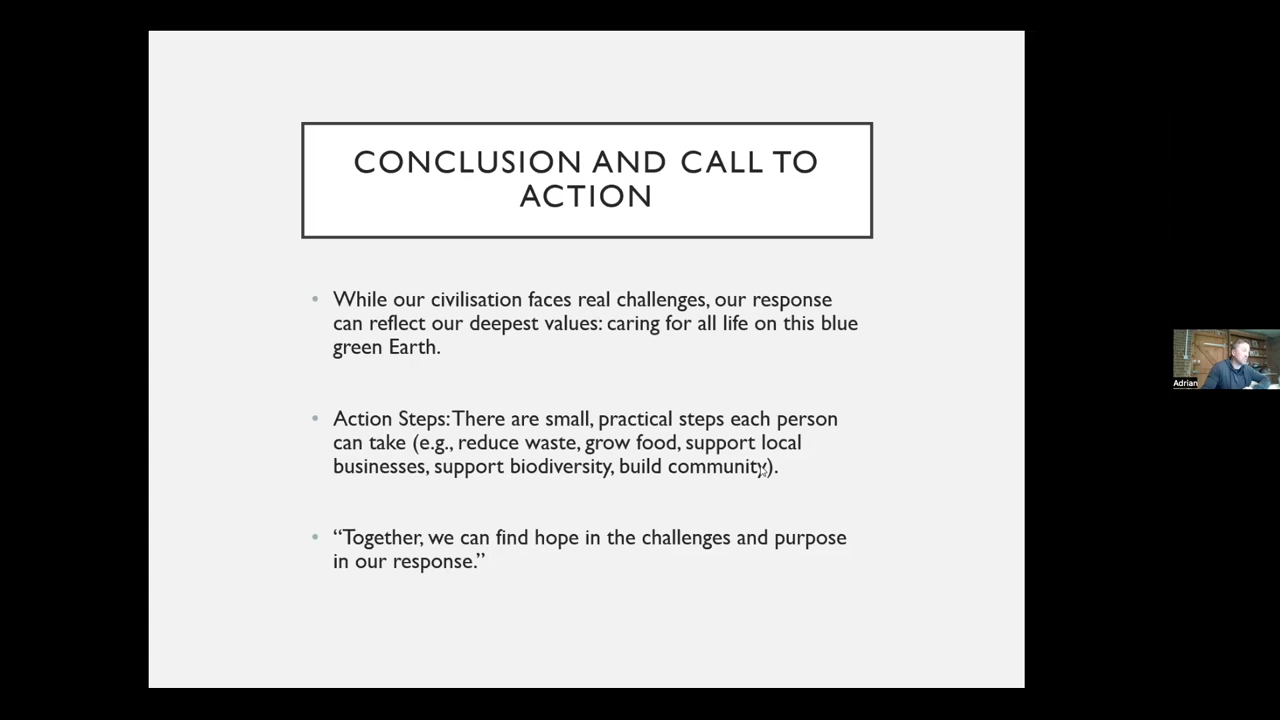 CONCLUSION AND CALL TO
ACTION
• While our civilisation faces real challenges, our response
can reflect our deepest values: caring for all life on this blue
green Earth.
• Action Steps: There are small, practical steps each person
can take (e.g., reduce waste, grow food, support local
businesses, support biodiversity, build community).
• “Together, we can find hope in the challenges and purpose
in our response.”
Adrian